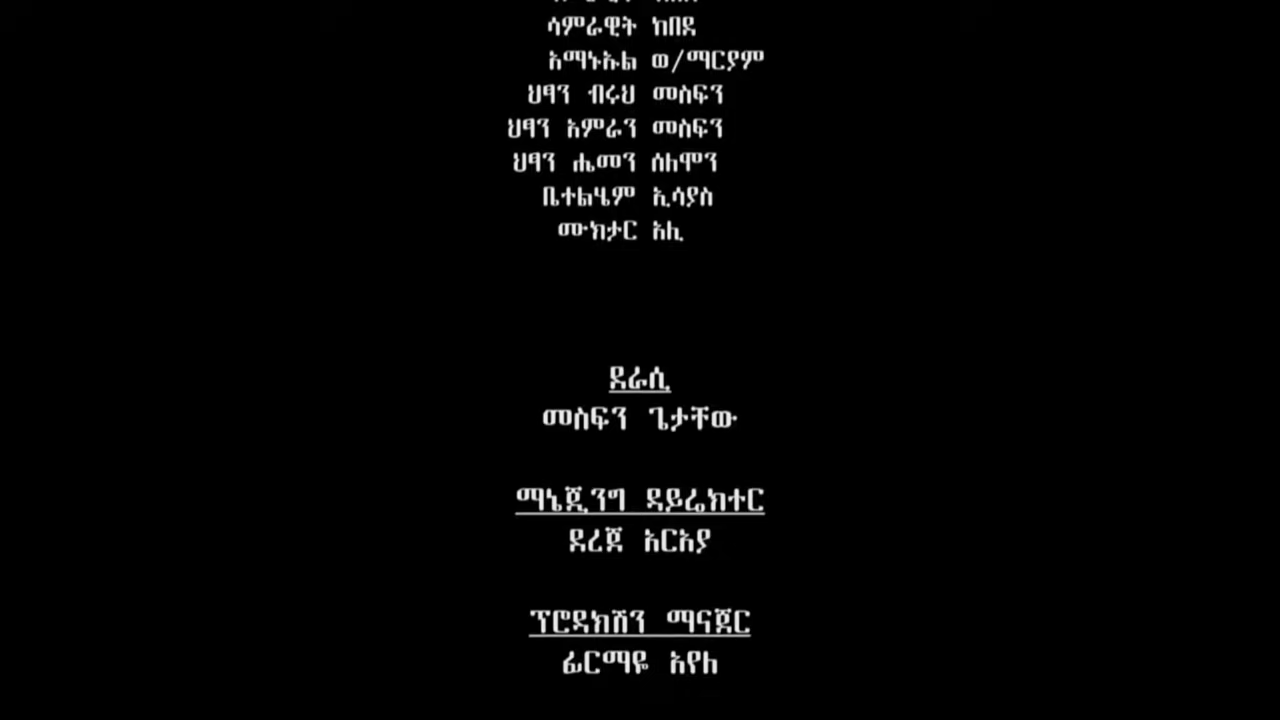 ሳምራዊት ከበደ
አማኑኤል ወ/ማርያም
ህፃን ብሩህ መስፍን
ህፃን አምራን መስፍን
ህፃን ሔመን ሰለሞን
ቤተልሄም ኢሳያስ
ሙክታር አሊ
ደራሲ
መስፍን ጌታቸው
ማኔጂንግ ዳይሬክተር
ደረጀ አርአያ
ፕሮዳክሽን ማናጀር
ፊርማዬ አየለ